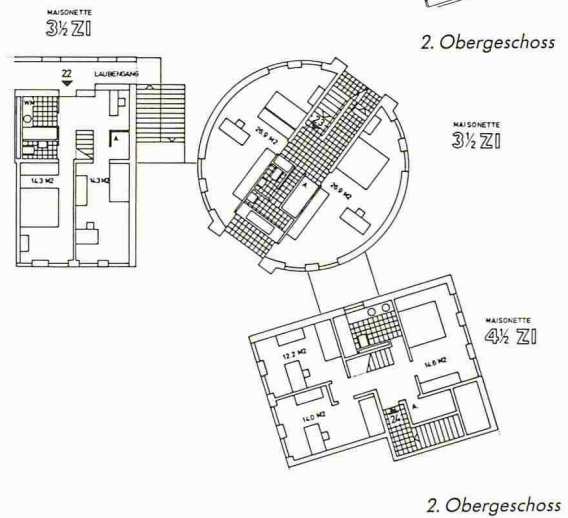 MAISONETTE
3½ ZI
2. Obergeschoss
22
LAUBENGANG
WM
A.
14.3 M2
14.3 M2
MAISONETTE
3½ ZI
26.9 M2
23
A.
26.9 M2
MAISONETTE
4½ ZI
12.2 M2
14.6 M2
14.0 M2
A.
24
2. Obergeschoss